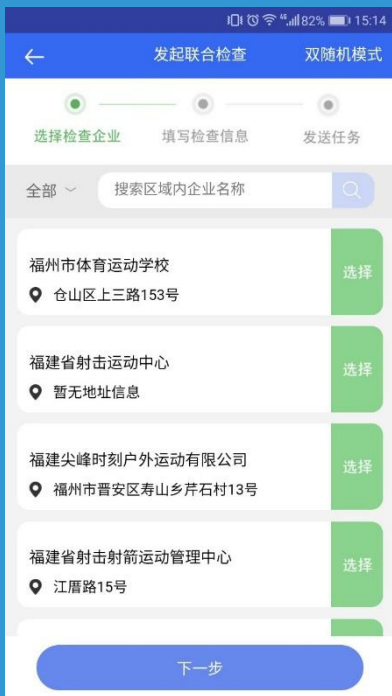 82% 15:14
发起联合检查 双随机模式
选择检查企业 填写检查信息 发送任务
全部 搜索区域内企业名称
福州市体育运动学校
仓山区上三路153号
选择
福建省射击运动中心
暂无地址信息
选择
福建尖峰时刻户外运动有限公司
福州市晋安区寿山乡芹石村13号
选择
福建省射击射箭运动管理中心
江厝路15号
选择
下一步